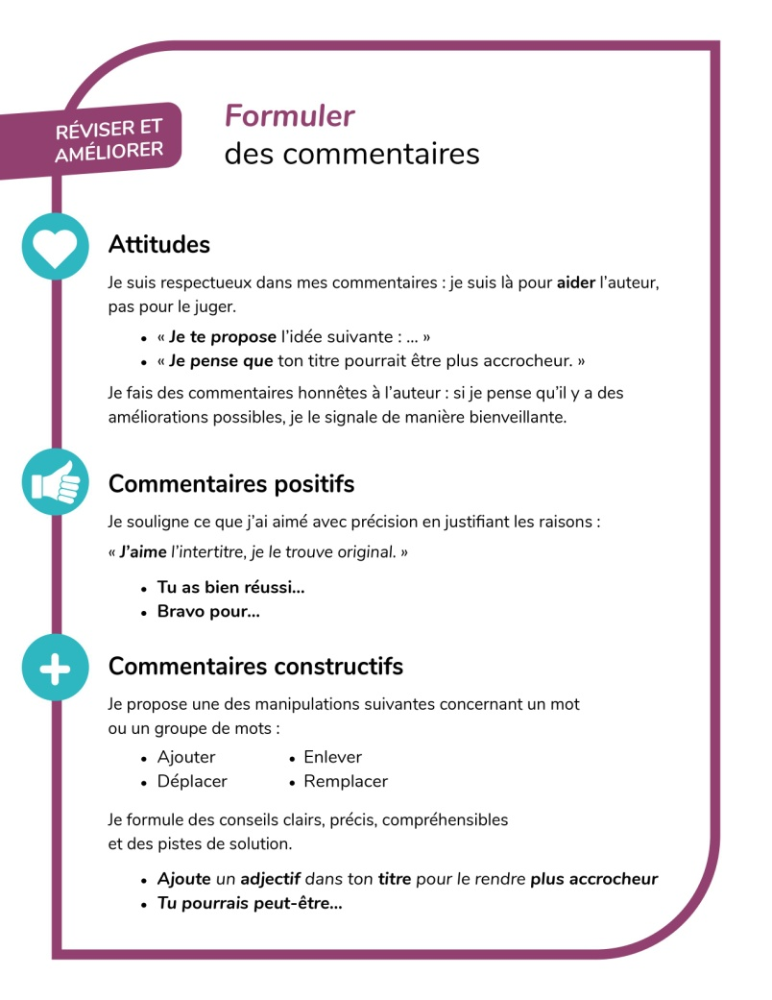 RÉVISER ET
AMÉLIORER
Formuler
des commentaires
Attitudes
Je suis respectueux dans mes commentaires : je suis là pour aider l’auteur,
pas pour le juger.
• « Je te propose l’idée suivante : ... »
• « Je pense que ton titre pourrait être plus accrocheur. »
Je fais des commentaires honnêtes à l’auteur : si je pense qu’il y a des
améliorations possibles, je le signale de manière bienveillante.
Commentaires positifs
Je souligne ce que j’ai aimé avec précision en justifiant les raisons :
« J’aime l’intertitre, je le trouve original. »
• Tu as bien réussi...
• Bravo pour...
Commentaires constructifs
Je propose une des manipulations suivantes concernant un mot
ou un groupe de mots :
• Ajouter • Enlever
• Déplacer • Remplacer
Je formule des conseils clairs, précis, compréhensibles
et des pistes de solution.
• Ajoute un adjectif dans ton titre pour le rendre plus accrocheur
• Tu pourrais peut-être...